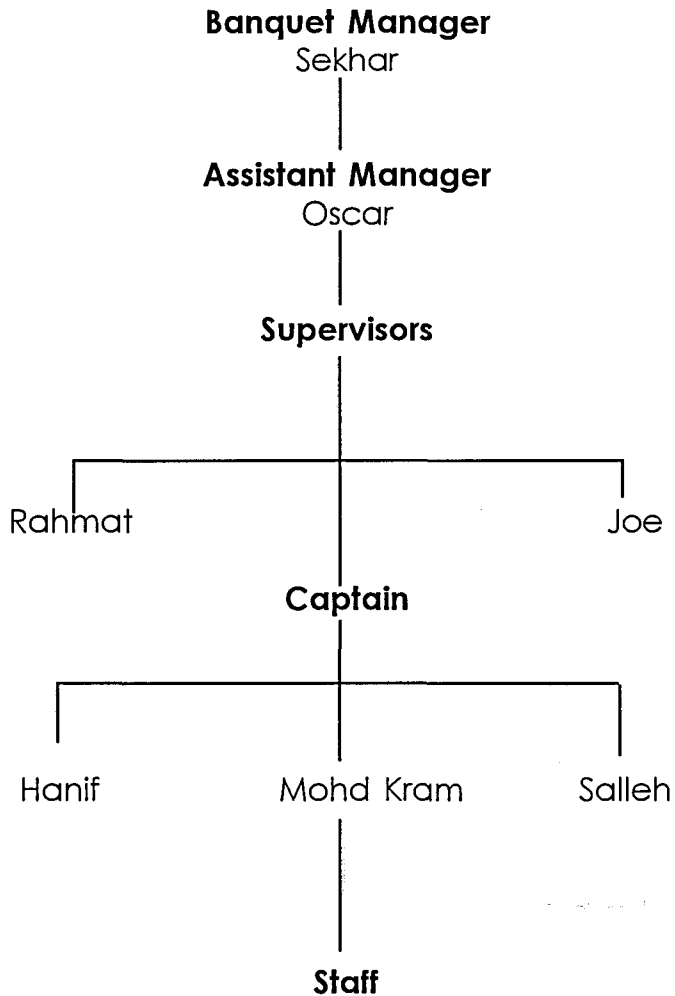 Banquet Manager
Sekhar
Assistant Manager
Oscar
Supervisors
Rahmat
Joe
Captain
Hanif
Mohd Kram
Salleh
Staff